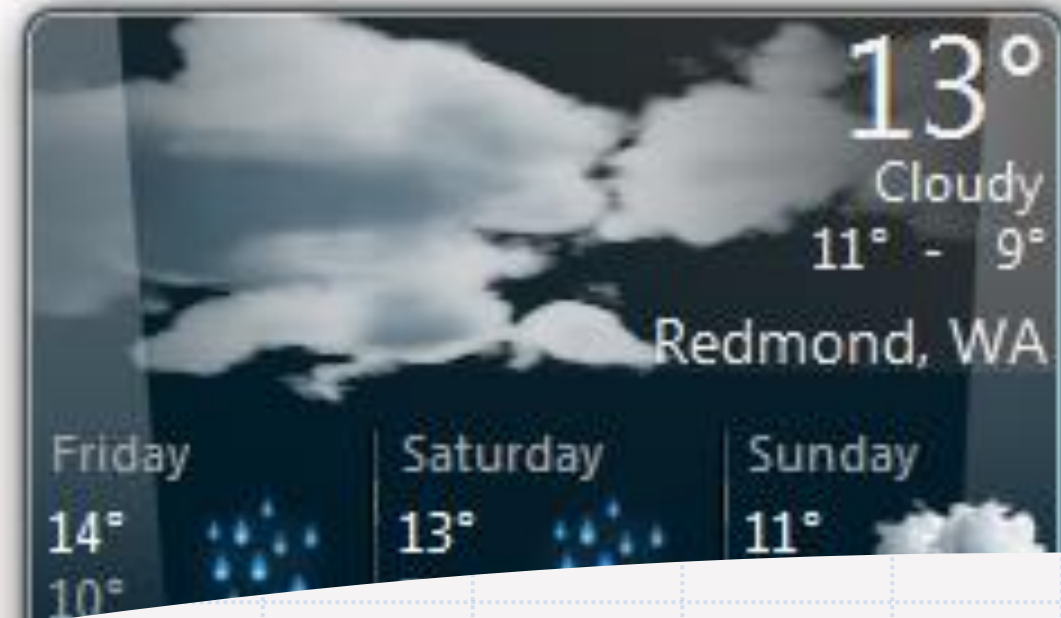 13°
Cloudy
11° - 9°
Redmond, WA
Friday Saturday Sunday
14° 13° 11°
10°